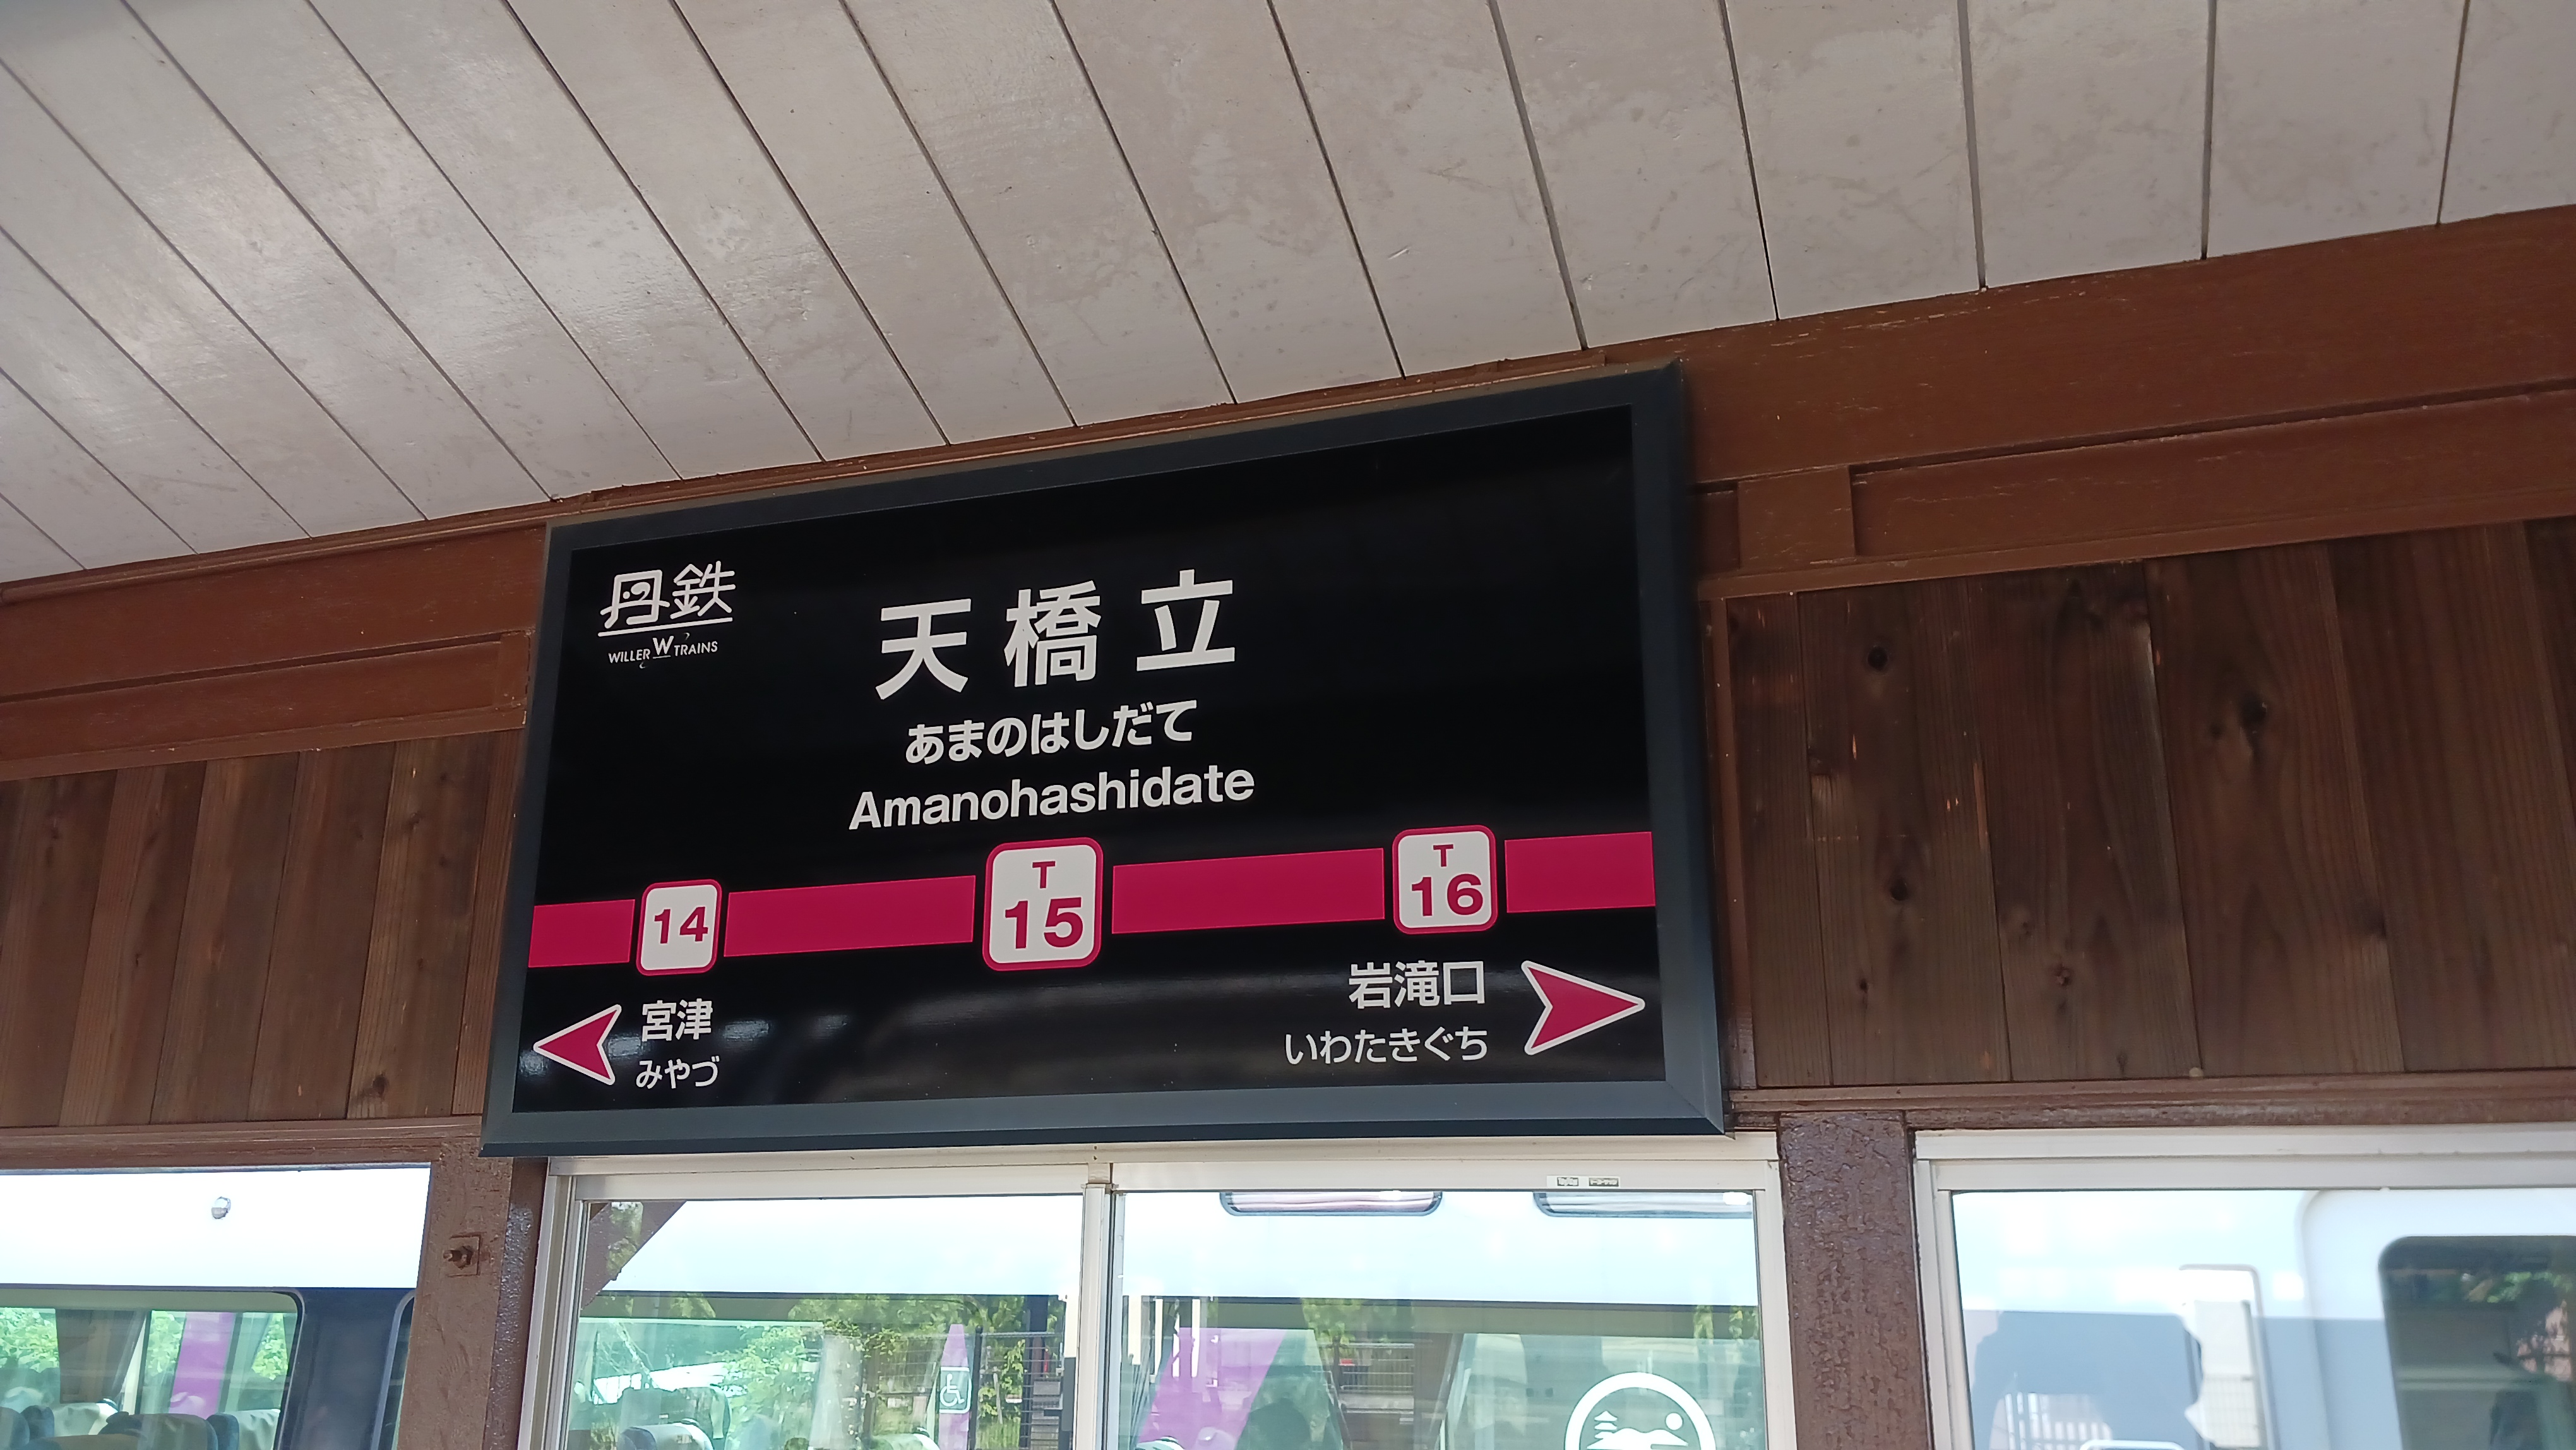 丹鉄
WILLER TRAINS
天橋立
あまのはしだて
Amanohashidate
14
T
15
T
16
宮津
みやづ
岩滝口
いわたきぐち